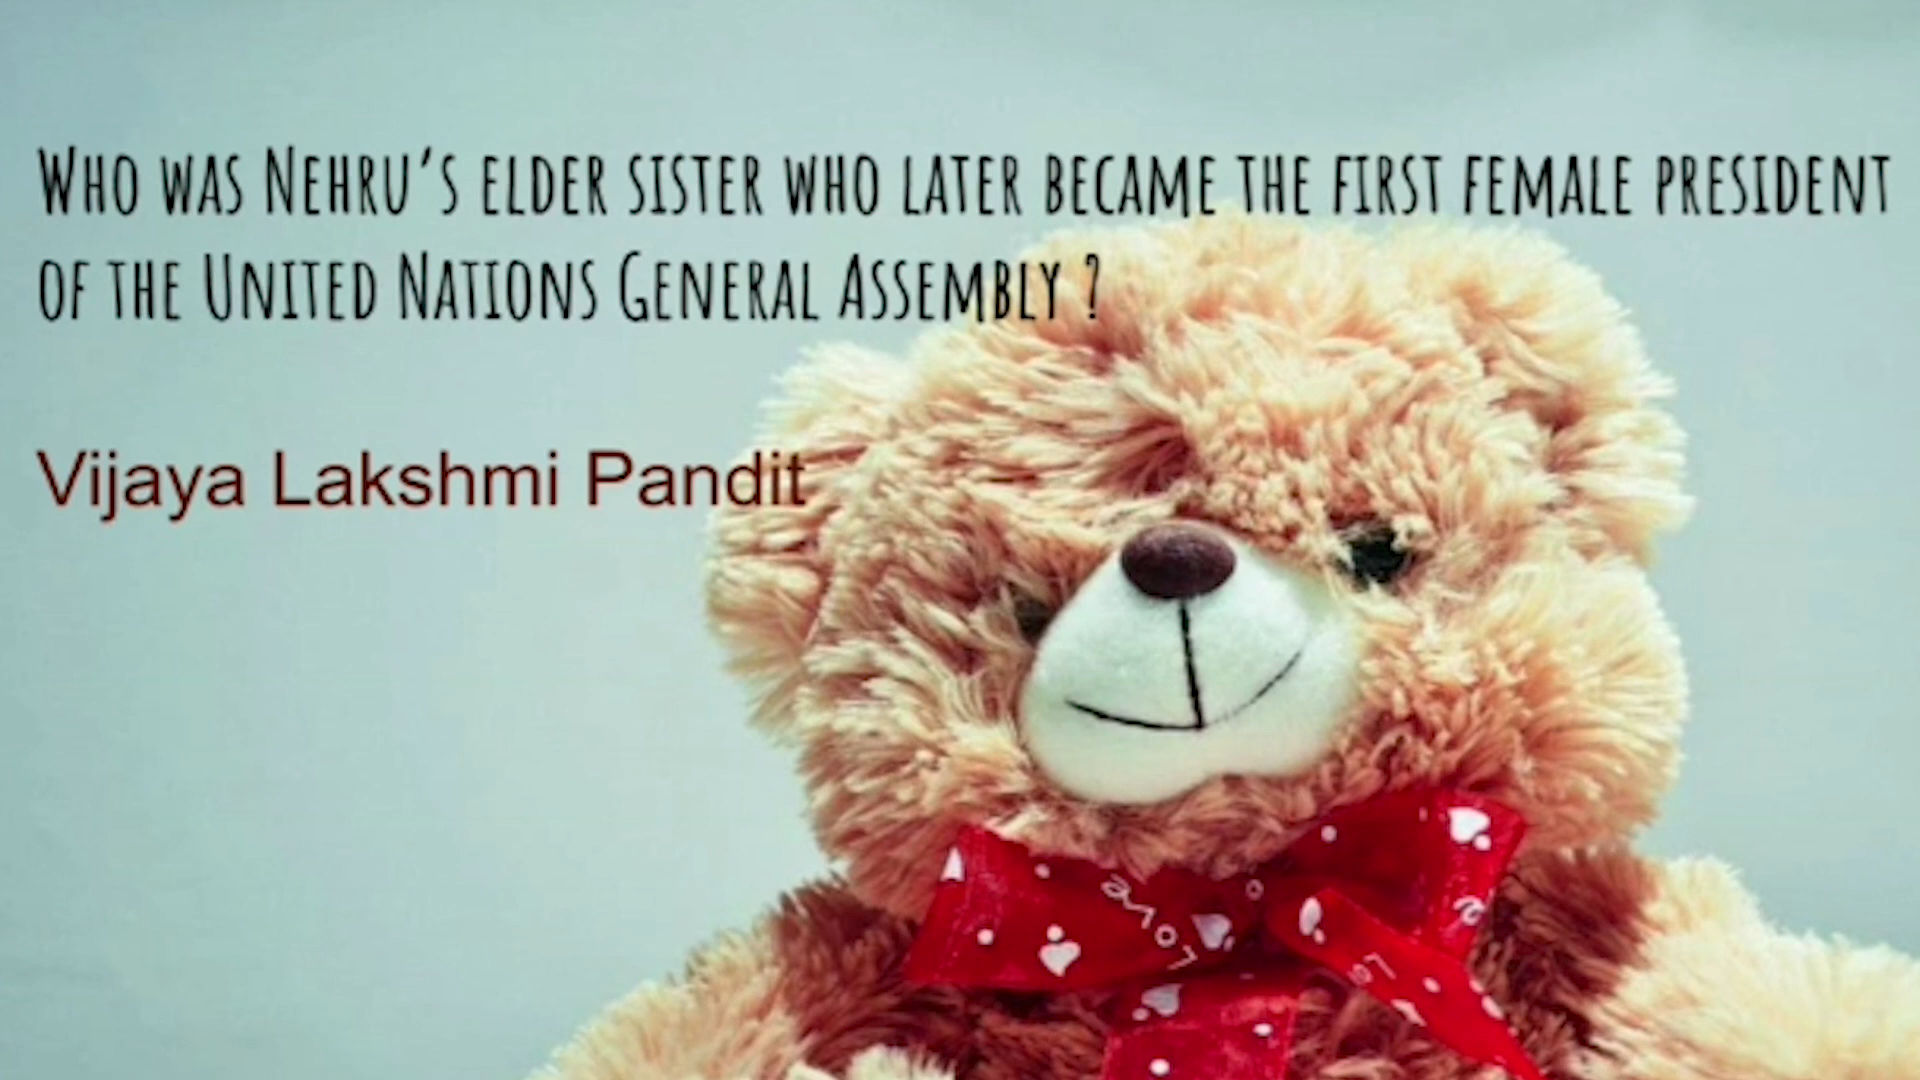 Who was Nehru's elder sister who later became the first female president
of the United Nations General Assembly ?
Vijaya Lakshmi Pandit
Love